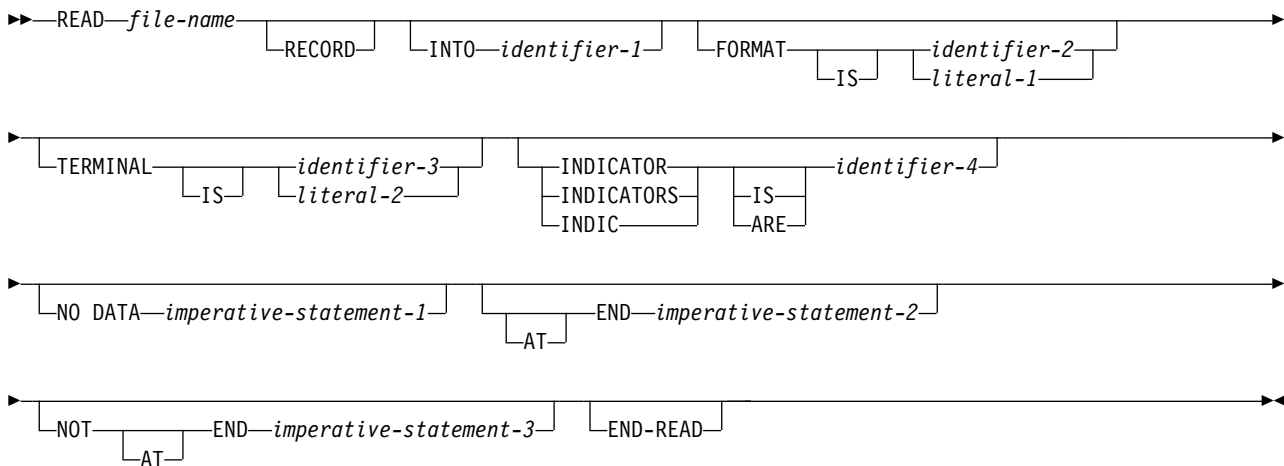 READ file-name RECORD INTO identifier-1 FORMAT IS identifier-2
literal-1
TERMINAL IS identifier-3 INDICATOR IS identifier-4
literal-2 INDICATORS ARE
INDIC
NO DATA imperative-statement-1 AT END imperative-statement-2
NOT AT END imperative-statement-3 END-READ